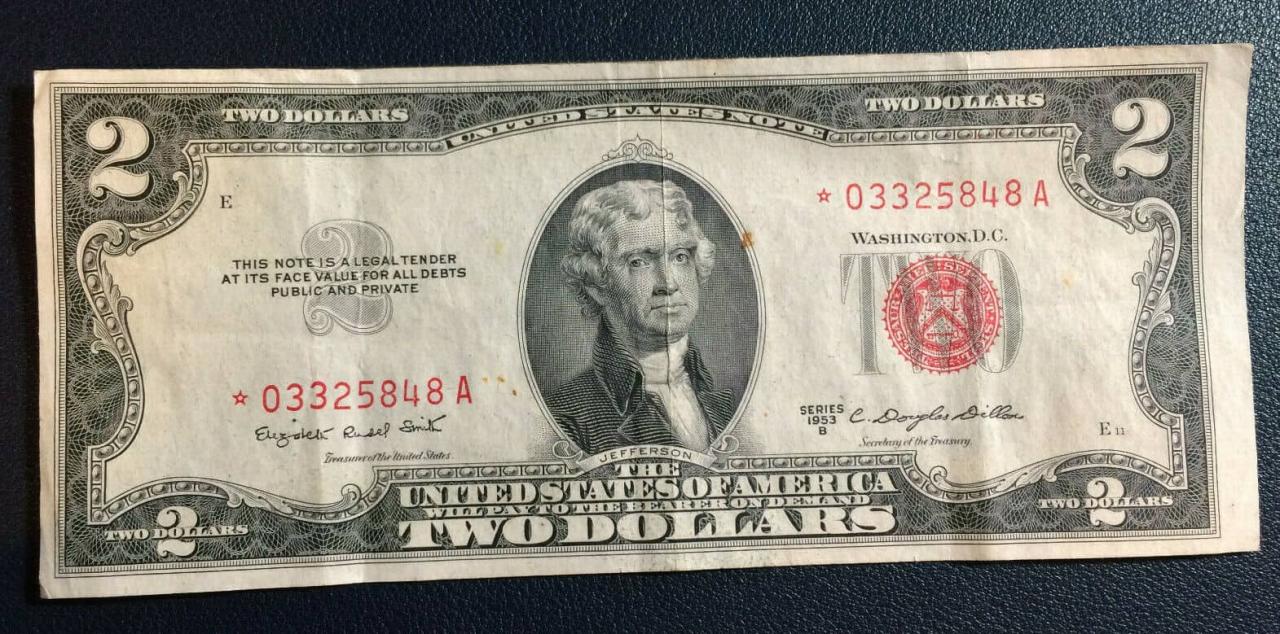 TWO DOLLARS
TWO DOLLARS
2
UNITED STATES NOTE
2
E
☆ 03325848 A
WASHINGTON, D.C.
THIS NOTE IS A LEGAL TENDER
AT ITS FACE VALUE FOR ALL DEBTS
PUBLIC AND PRIVATE
2
TWO
☆ 03325848 A
SERIES
1953
B
C. Douglas Dillon
Secretary of the Treasury.
E 11
Elizabeth Rudel Smith
Treasurer of the United States.
JEFFERSON
THE
UNITED STATES OF AMERICA
WILL PAY TO THE BEARER ON DEMAND
TWO DOLLARS
TWO DOLLARS
2
TWO DOLLARS
2